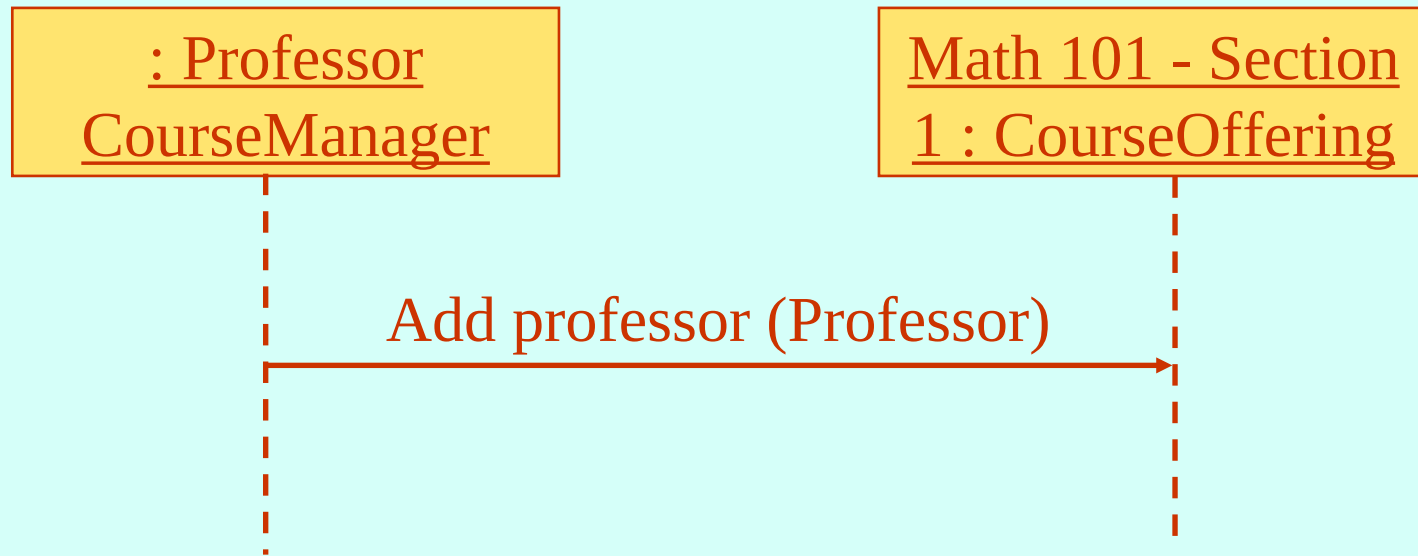 : Professor
CourseManager
Math 101 - Section
1 : CourseOffering
Add professor (Professor)